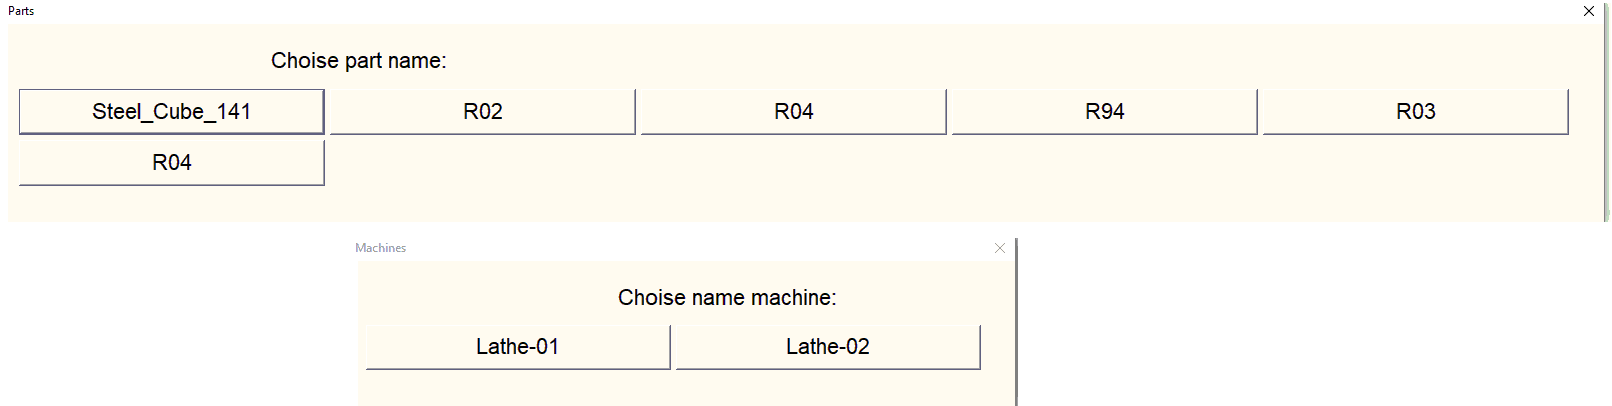 Parts
Choise part name:
Steel_Cube_141 R02 R04 R94 R03
R04
Machines
Choise name machine:
Lathe-01 Lathe-02